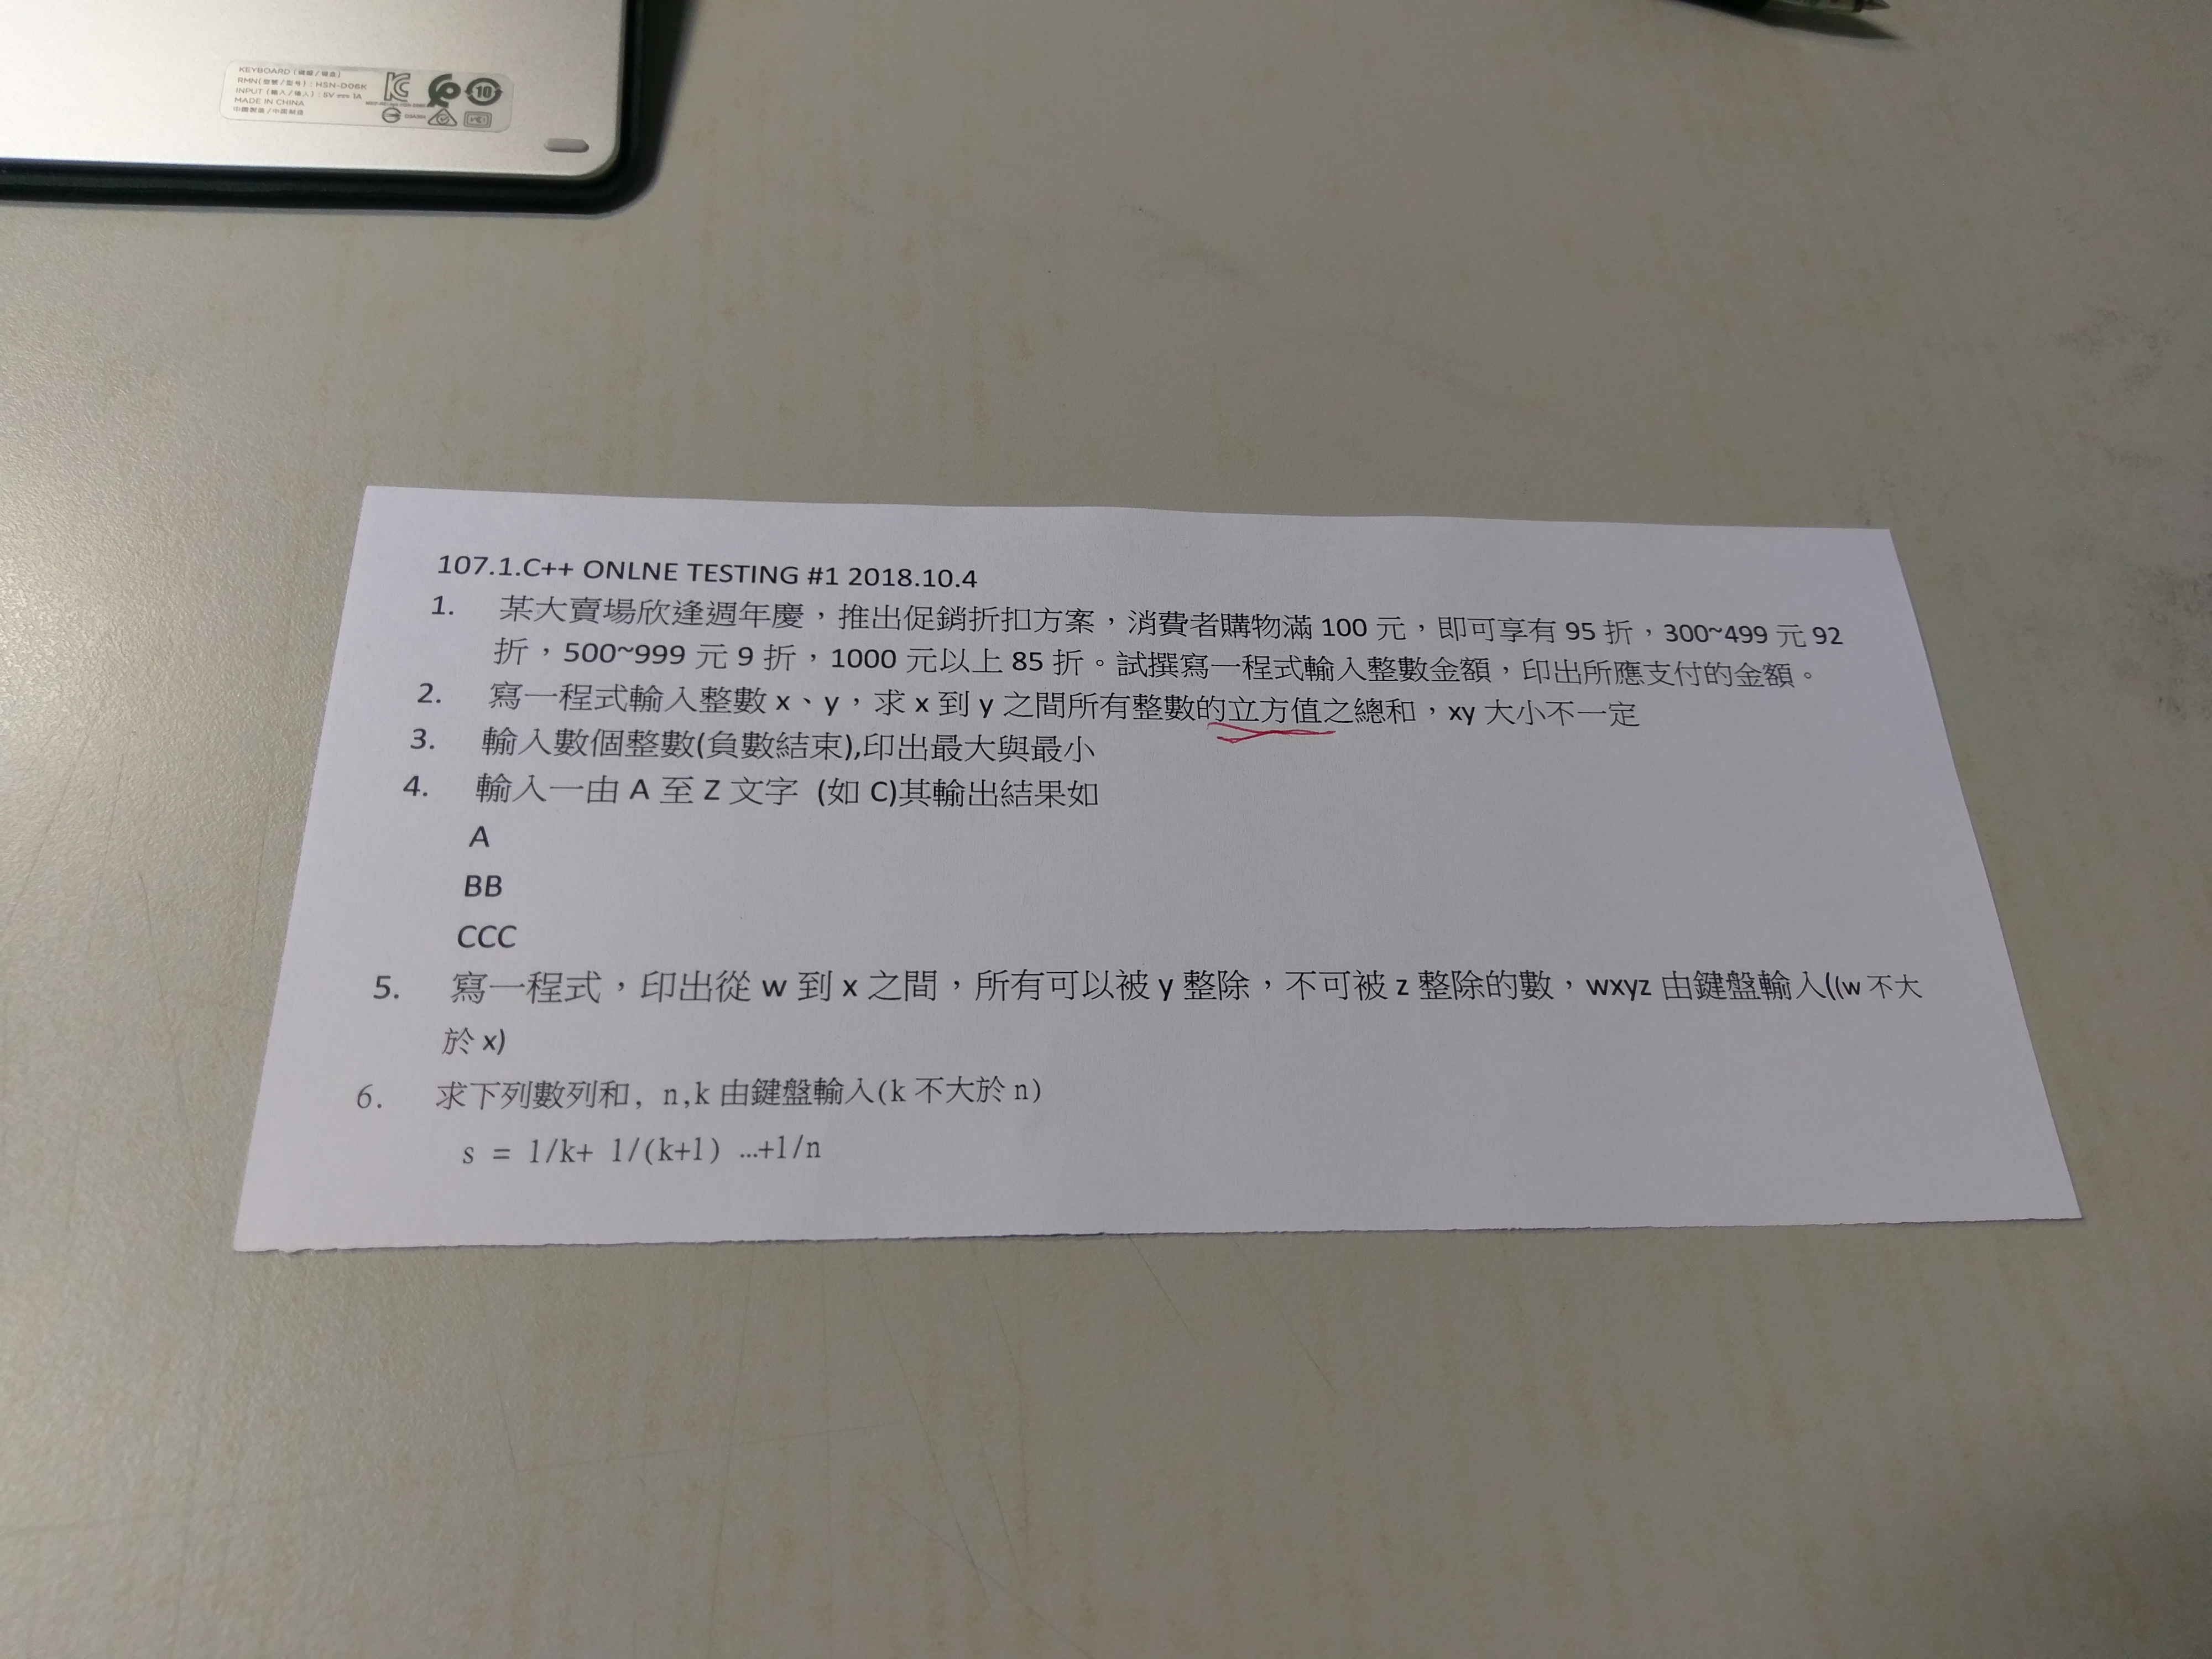 KEYBOARD (鍵盤/键盘)
RMN(型號/型号) : HSN-D06K
INPUT (輸入/输入) : 5V⎓1A
MADE IN CHINA
中國製造/中国制造
10
107.1.C++ ONLNE TESTING #1 2018.10.4
1. 某大賣場欣逢週年慶，推出促銷折扣方案，消費者購物滿 100 元，即可享有 95 折，300~499 元 92
折，500~999 元 9 折，1000 元以上 85 折。試撰寫一程式輸入整數金額，印出所應支付的金額。
2. 寫一程式輸入整數 x、y，求 x 到 y 之間所有整數的立方值之總和，xy 大小不一定
3. 輸入數個整數(負數結束),印出最大與最小
4. 輸入一由 A 至 Z 文字 (如 C)其輸出結果如
A
BB
CCC
5. 寫一程式，印出從 w 到 x 之間，所有可以被 y 整除，不可被 z 整除的數，wxyz 由鍵盤輸入((w 不大
於 x)
6. 求下列數列和, n,k 由鍵盤輸入(k 不大於 n)
s = 1/k+ 1/(k+1) …+1/n